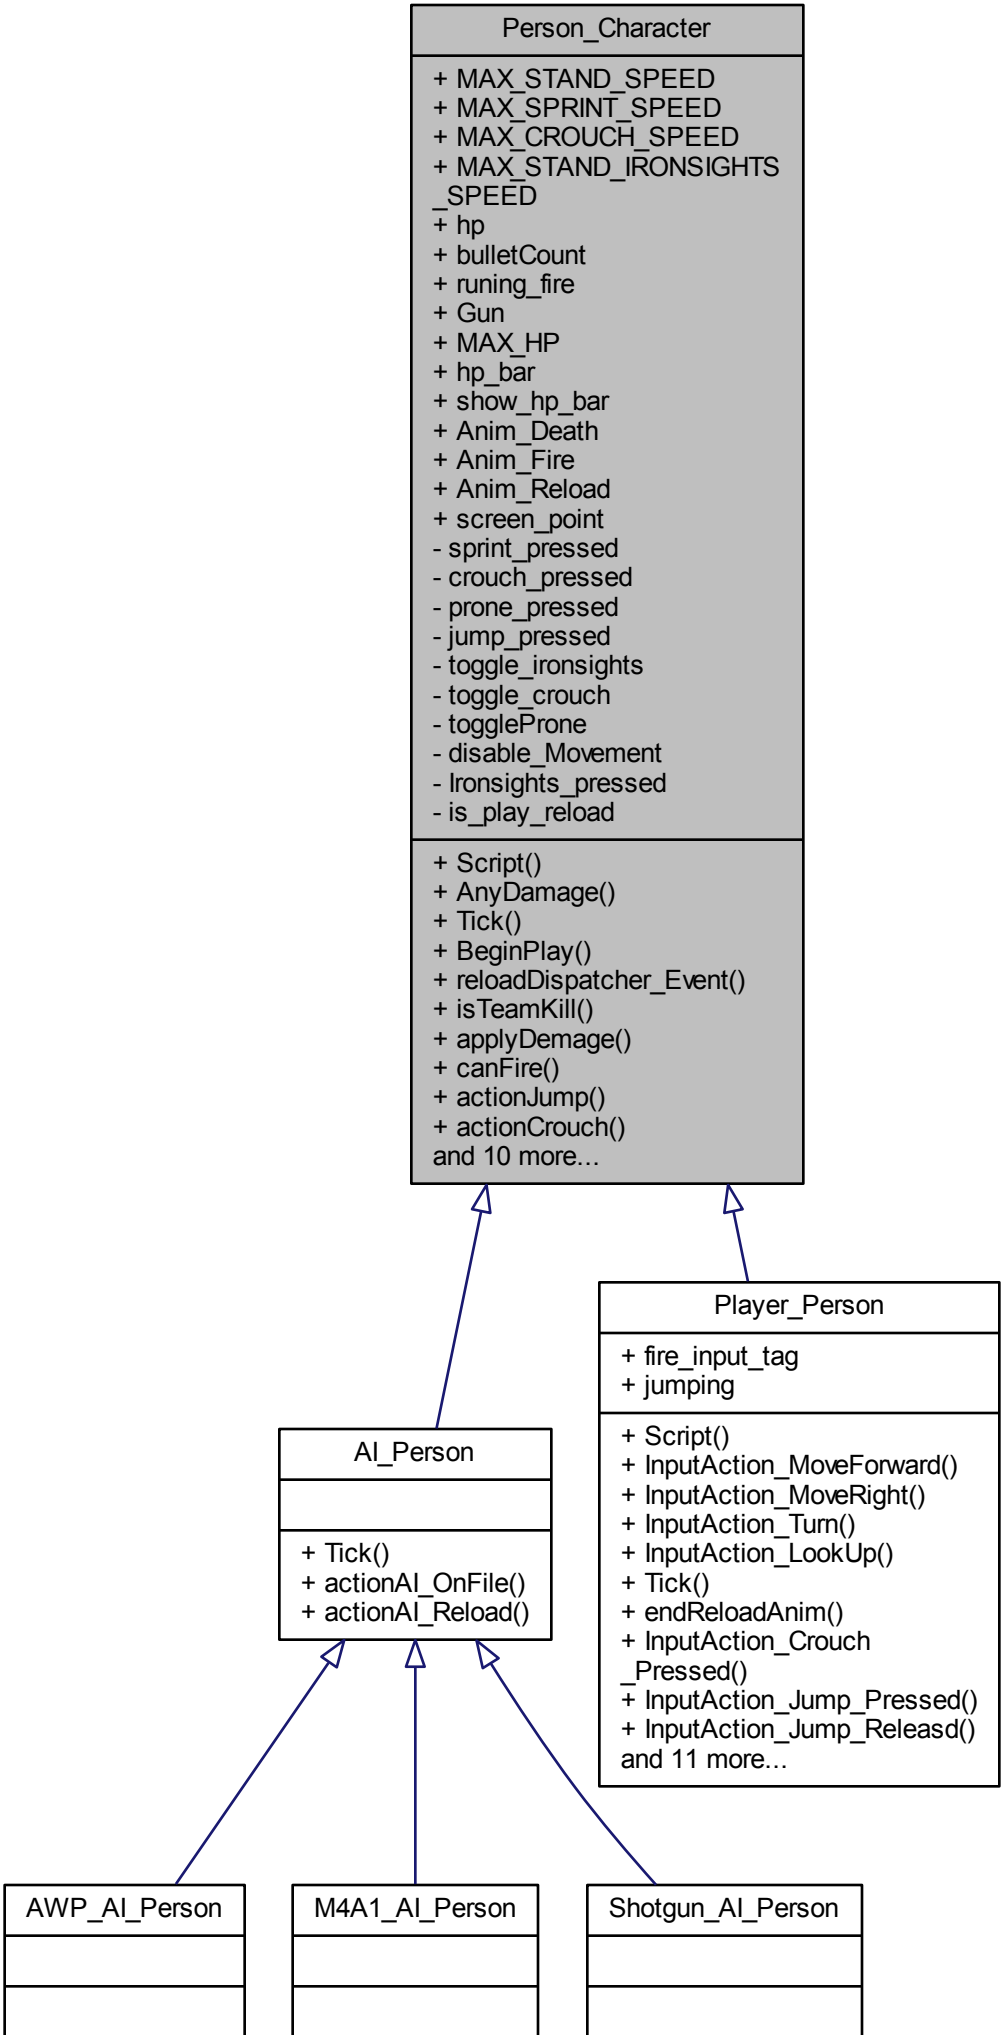 Person_Character
+ MAX_STAND_SPEED
+ MAX_SPRINT_SPEED
+ MAX_CROUCH_SPEED
+ MAX_STAND_IRONSIGHTS
_SPEED
+ hp
+ bulletCount
+ runing_fire
+ Gun
+ MAX_HP
+ hp_bar
+ show_hp_bar
+ Anim_Death
+ Anim_Fire
+ Anim_Reload
+ screen_point
- sprint_pressed
- crouch_pressed
- prone_pressed
- jump_pressed
- toggle_ironsights
- toggle_crouch
- toggleProne
- disable_Movement
- Ironsights_pressed
- is_play_reload
+ Script()
+ AnyDamage()
+ Tick()
+ BeginPlay()
+ reloadDispatcher_Event()
+ isTeamKill()
+ applyDemage()
+ canFire()
+ actionJump()
+ actionCrouch()
and 10 more...
Player_Person
+ fire_input_tag
+ jumping
+ Script()
+ InputAction_MoveForward()
+ InputAction_MoveRight()
+ InputAction_Turn()
+ InputAction_LookUp()
+ Tick()
+ endReloadAnim()
+ InputAction_Crouch
_Pressed()
+ InputAction_Jump_Pressed()
+ InputAction_Jump_Releasd()
and 11 more...
AI_Person
+ Tick()
+ actionAI_OnFile()
+ actionAI_Reload()
AWP_AI_Person
M4A1_AI_Person
Shotgun_AI_Person